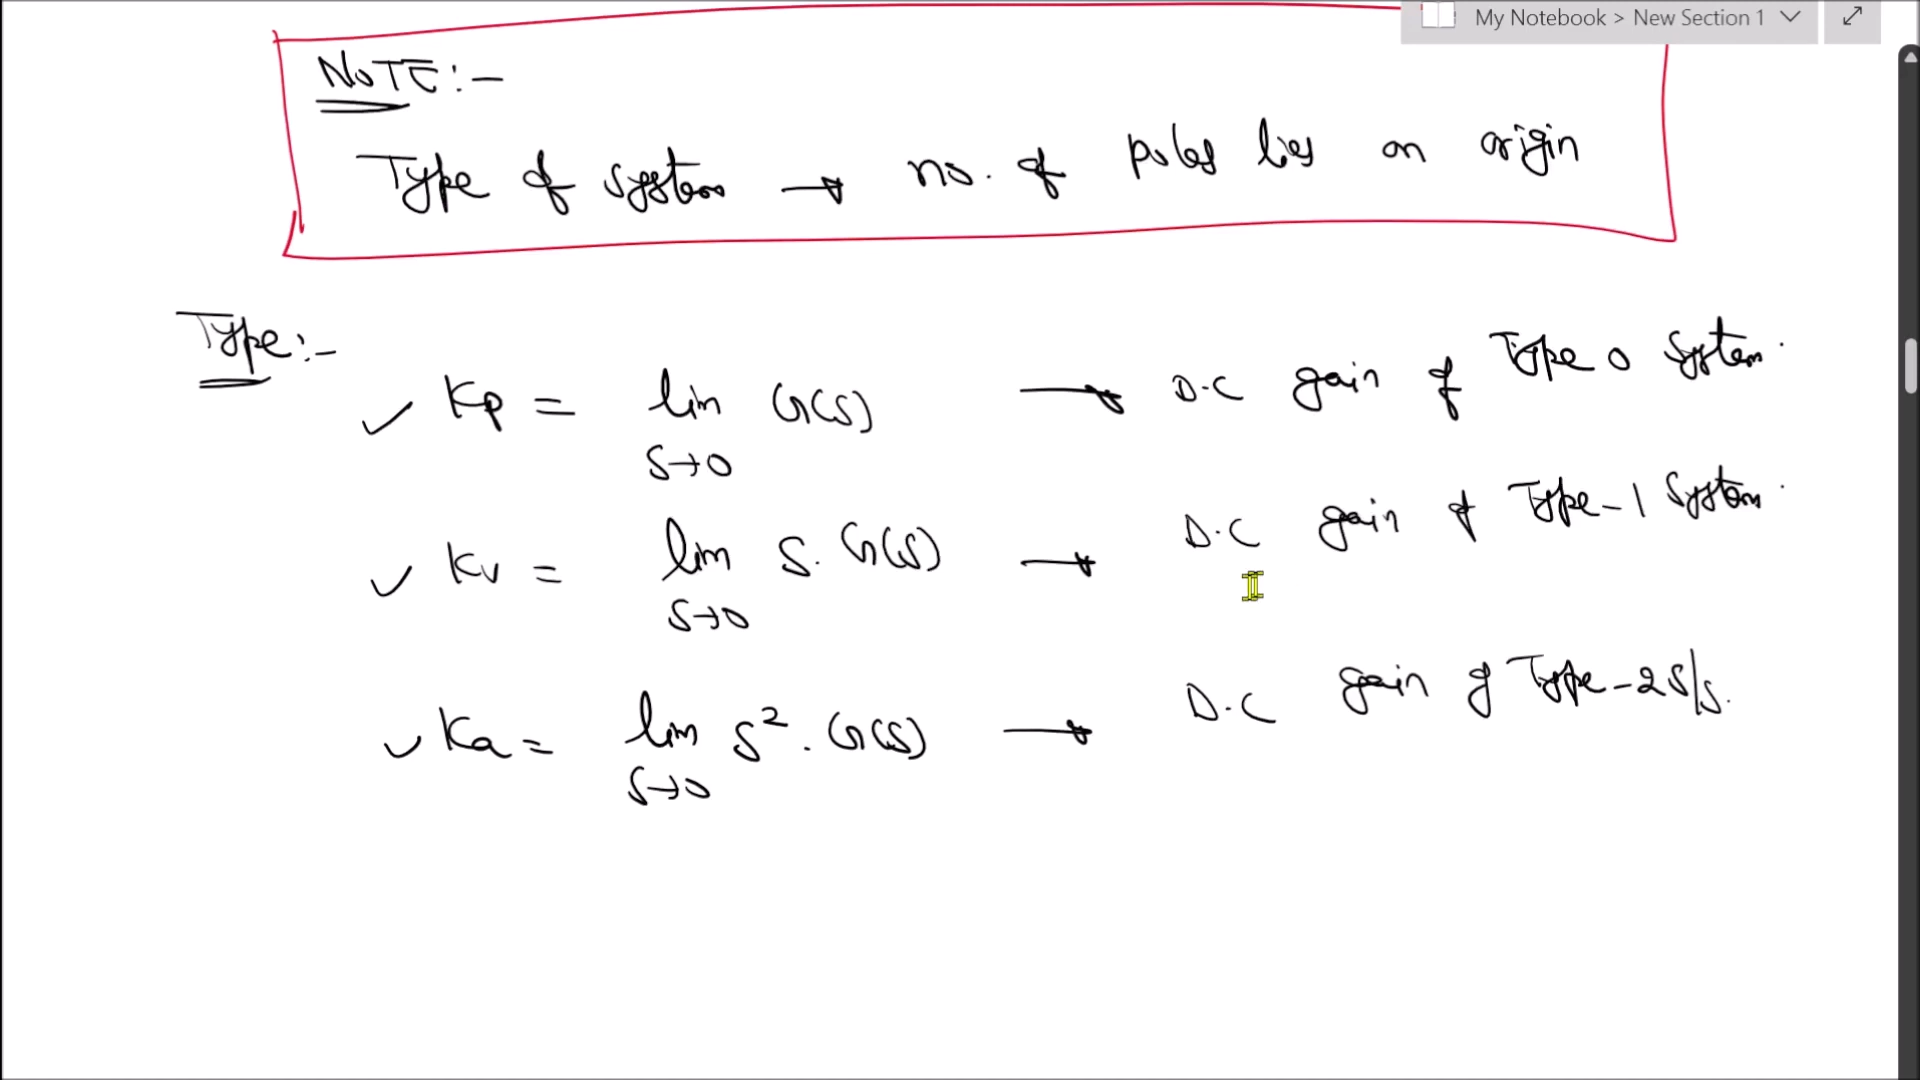 My Notebook > New Section 1
NOTE:-
Type of system → no. of poles lies on origin
Type:-
✓ Kp = lim G(s) → D.C gain of Type 0 system.
s→0
✓ Kv = lim s. G(s) → D.C gain of Type-1 system.
s→0
✓ Ka = lim s². G(s) → D.C gain of Type-2 s/s.
s→0